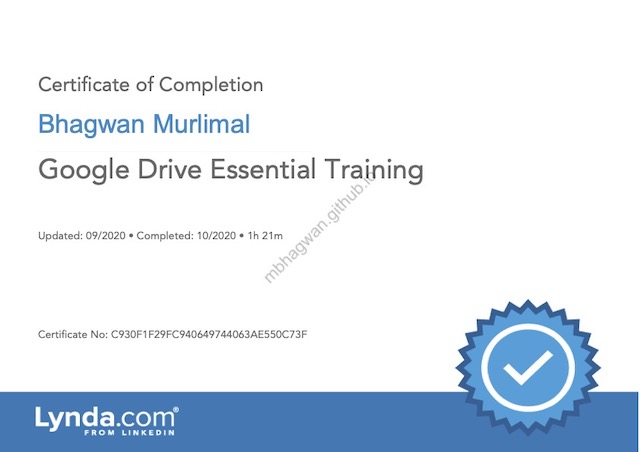 Certificate of Completion
Bhagwan Murlimal
Google Drive Essential Training
mbhagwan.github.io
Updated: 09/2020 • Completed: 10/2020 • 1h 21m
Certificate No: C930F1F29FC940649744063AE550C73F
Lynda.com®
FROM LINKEDIN